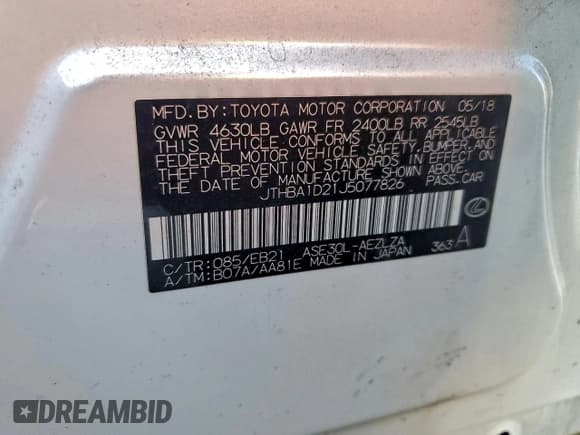 MFD.BY:TOYOTA MOTOR CORPORATION 05/18
GVWR 4630LB GAWR FR 2400LB RR 2545LB
THIS VEHICLE CONFORMS TO ALL APPLICABLE
FEDERAL MOTOR VEHICLE SAFETY,BUMPER,AND
THEFT PREVENTION STANDARDS IN EFFECT ON
THE DATE OF MANUFACTURE SHOWN ABOVE.
JTHBA1D21J5077826 PASS.CAR
C/TR:085/EB21 ASE30L-AEZLZA 363 A
A/TM:B07A/AA81E MADE IN JAPAN
DREAMBID